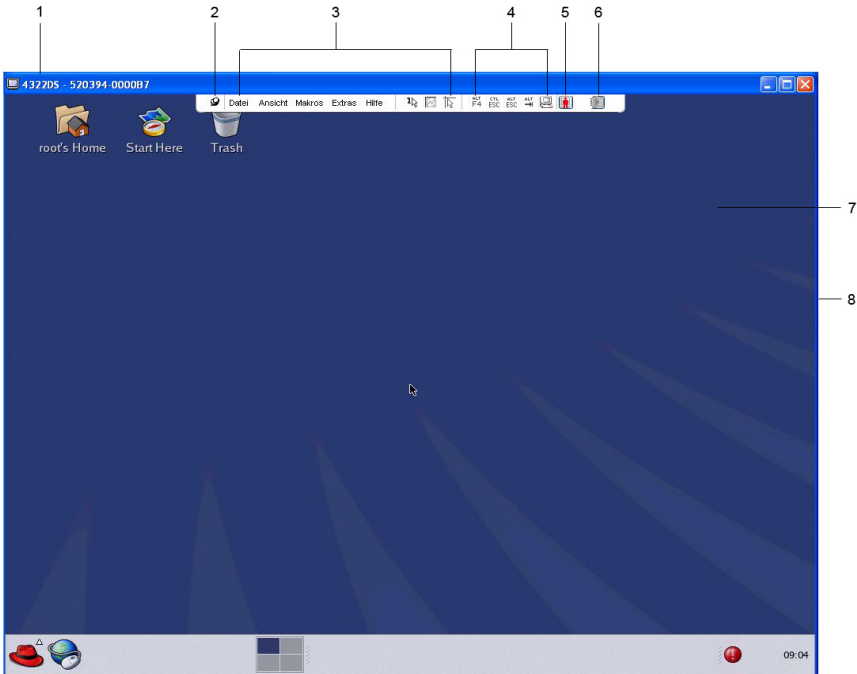 1 2 3 4 5 6
4322DS - 520394-0000B7
Datei Ansicht Makros Extras Hilfe 1 ALT F4 CTL ESC ALT ESC ALT
root's Home Start Here Trash
7
8
09:04